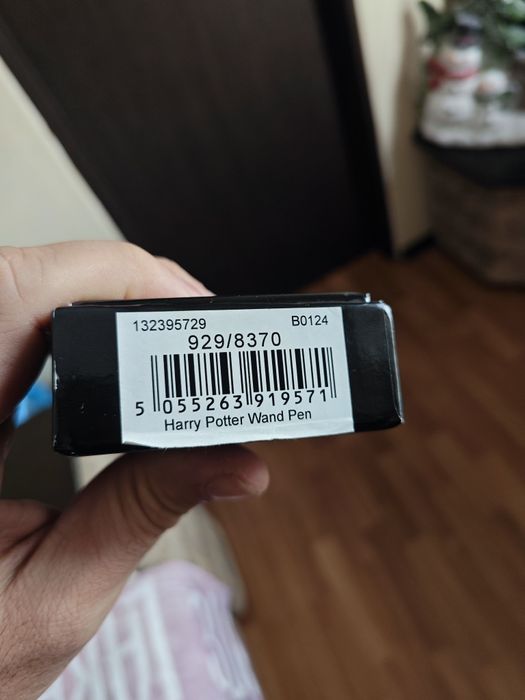 132395729 B0124
929/8370
5 055263 919571
Harry Potter Wand Pen